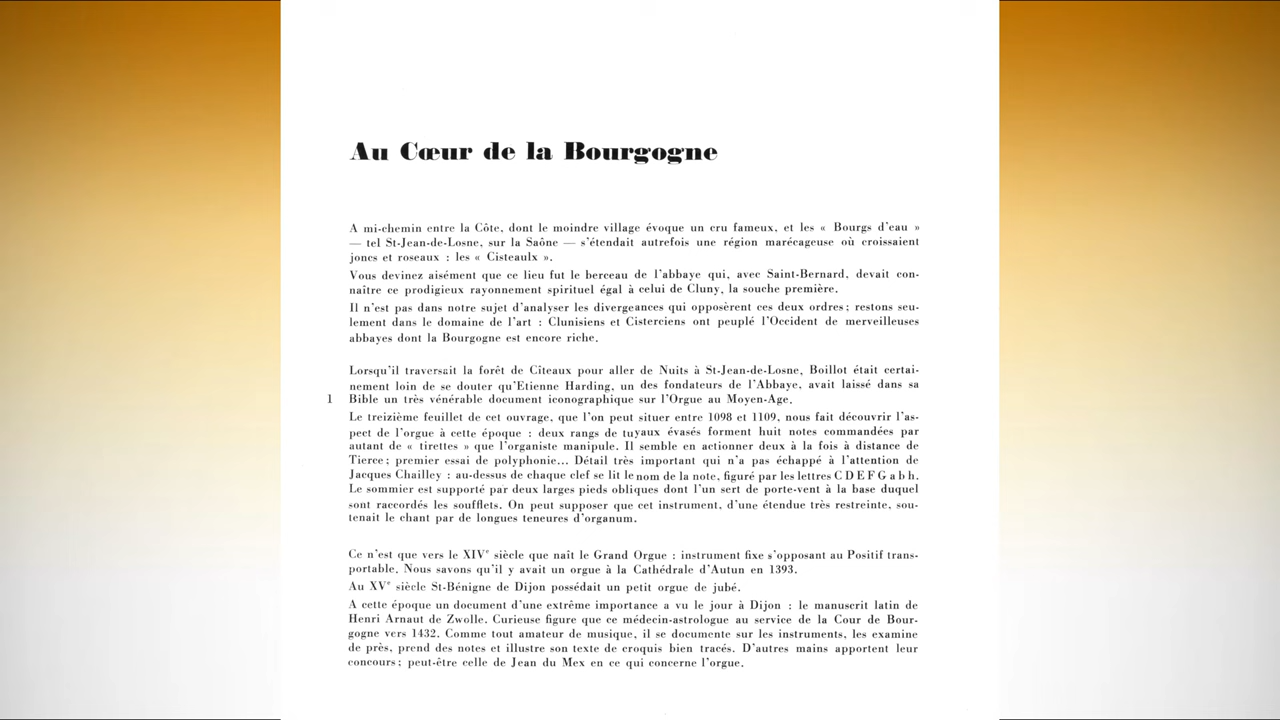 Au Cœur de la Bourgogne
A mi-chemin entre la Côte, dont le moindre village évoque un cru fameux, et les « Bourgs d'eau »
— tel St-Jean-de-Losne, sur la Saône — s'étendait autrefois une région marécageuse où croissaient
joncs et roseaux : les « Cisteaulx ».
Vous devinez aisément que ce lieu fut le berceau de l'abbaye qui, avec Saint-Bernard, devait con-
naître ce prodigieux rayonnement spirituel égal à celui de Cluny, la souche première.
Il n'est pas dans notre sujet d'analyser les divergeances qui opposèrent ces deux ordres; restons seu-
lement dans le domaine de l'art : Clunisiens et Cisterciens ont peuplé l'Occident de merveilleuses
abbayes dont la Bourgogne est encore riche.
Lorsqu'il traversait la forêt de Cîteaux pour aller de Nuits à St-Jean-de-Losne, Boillot était certai-
nement loin de se douter qu'Etienne Harding, un des fondateurs de l'Abbaye, avait laissé dans sa
1 Bible un très vénérable document iconographique sur l'Orgue au Moyen-Age.
Le treizième feuillet de cet ouvrage, que l'on peut situer entre 1098 et 1109, nous fait découvrir l'as-
pect de l'orgue à cette époque : deux rangs de tuyaux évasés forment huit notes commandées par
autant de « tirettes » que l'organiste manipule. Il semble en actionner deux à la fois à distance de
Tierce; premier essai de polyphonie... Détail très important qui n'a pas échappé à l'attention de
Jacques Chailley : au-dessus de chaque clef se lit le nom de la note, figuré par les lettres C D E F G a b h.
Le sommier est supporté par deux larges pieds obliques dont l'un sert de porte-vent à la base duquel
sont raccordés les soufflets. On peut supposer que cet instrument, d'une étendue très restreinte, sou-
tenait le chant par de longues teneures d'organum.
Ce n'est que vers le XIVe siècle que naît le Grand Orgue : instrument fixe s'opposant au Positif trans-
portable. Nous savons qu'il y avait un orgue à la Cathédrale d'Autun en 1393.
Au XVe siècle St-Bénigne de Dijon possédait un petit orgue de jubé.
A cette époque un document d'une extrême importance a vu le jour à Dijon : le manuscrit latin de
Henri Arnaut de Zwolle. Curieuse figure que ce médecin-astrologue au service de la Cour de Bour-
gogne vers 1432. Comme tout amateur de musique, il se documente sur les instruments, les examine
de près, prend des notes et illustre son texte de croquis bien tracés. D'autres mains apportent leur
concours; peut-être celle de Jean du Mex en ce qui concerne l'orgue.